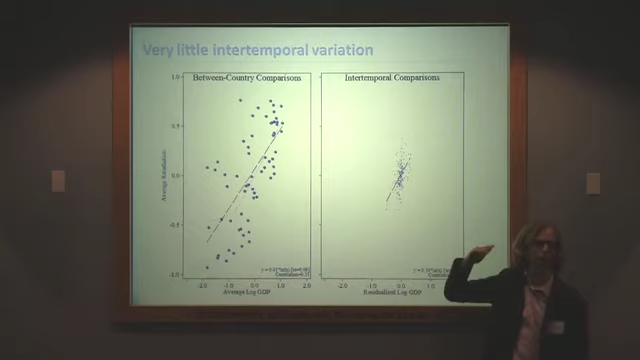 Very little intertemporal variation
Between-Country Comparisons
Intertemporal Comparisons
1.0
0.5
0.0
-0.5
-1.0
-2.0
-1.0
0.0
1.0
2.0
-2.0
-1.0
0.0
1.0
Average Log GDP
Residualized Log GDP